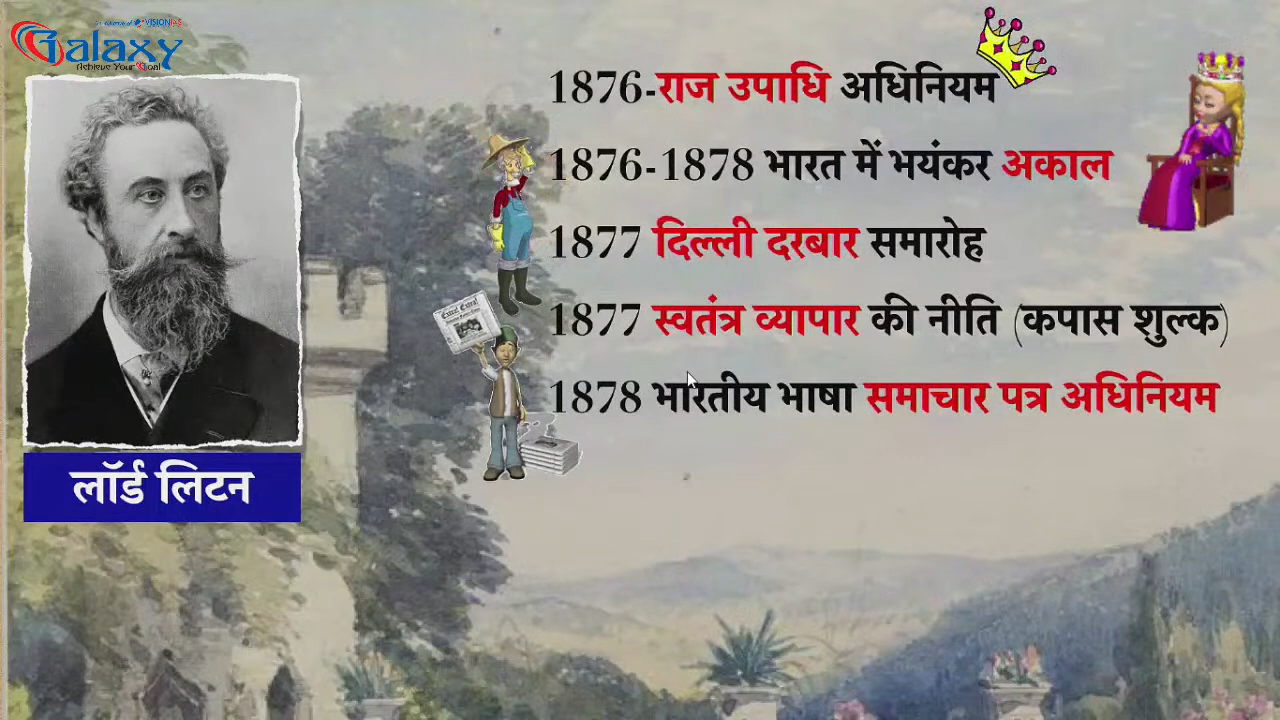 VISIONIAS
Galaxy
Achieve Your Goal
1876-राज उपाधि अधिनियम
1876-1878 भारत में भयंकर अकाल
1877 दिल्ली दरबार समारोह
1877 स्वतंत्र व्यापार की नीति (कपास शुल्क)
1878 भारतीय भाषा समाचार पत्र अधिनियम
लॉर्ड लिटन